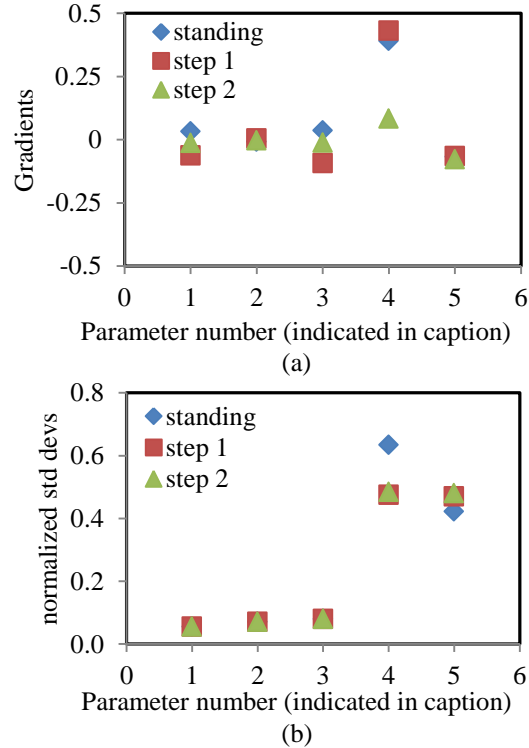 0.5
0.25
0
-0.25
-0.5
Gradients
standing
step 1
step 2
0 1 2 3 4 5 6
Parameter number (indicated in caption)
(a)
0.8
0.6
0.4
0.2
0.0
normalized std devs
standing
step 1
step 2
0 1 2 3 4 5 6
Parameter number (indicated in caption)
(b)